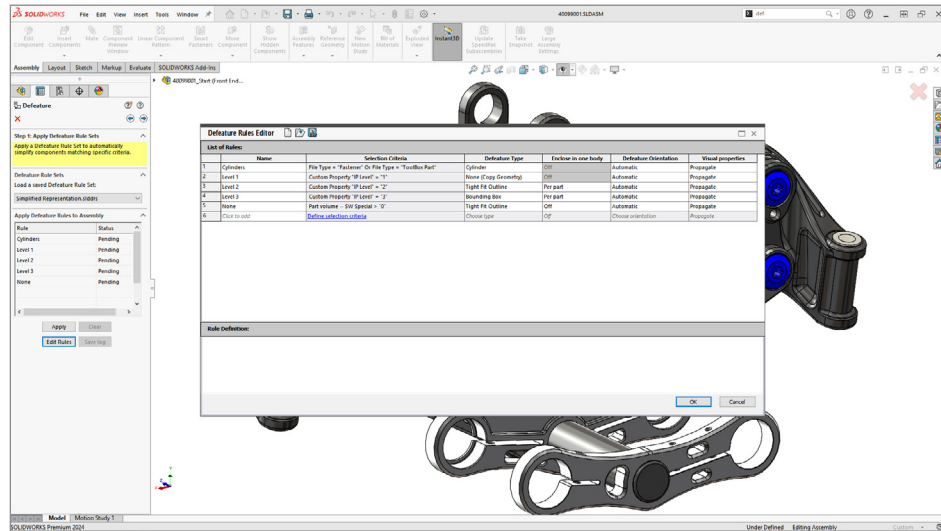 SOLIDWORKS File Edit View Insert Tools Window 40099001.SLDASM def
Edit Component Insert Components Mate Component Preview Window Linear Component Pattern Smart Fasteners Move Component Show Hidden Components Assembly Features Reference Geometry New Motion Study Bill of Materials Exploded View Instant3D Update SpeedPak Subassemblies Take Snapshot Large Assembly Settings
Assembly Layout Sketch Markup Evaluate SOLIDWORKS Add-Ins
Defeature
Step 1: Apply Defeature Rule Sets
Apply a Defeature Rule Set to automatically
simplify components matching specific criteria.
Defeature Rule Sets
Load a saved Defeature Rule Set:
Simplified Representation.slddrs
Apply Defeature Rules to Assembly
Rule Status
Cylinders Pending
Level 1 Pending
Level 2 Pending
Level 3 Pending
None Pending
Apply Clear
Edit Rules Save log
Defeature Rules Editor
List of Rules:
Name Selection Criteria Defeature Type Enclose in one body Defeature Orientation Visual properties
1 Cylinders File Type = "Fastener" Or File Type = "ToolBox Part" Cylinder Off Automatic Propagate
2 Level 1 Custom Property "IP Level" = "1" None (Copy Geometry) Off Automatic Propagate
3 Level 2 Custom Property "IP Level" = "2" Tight Fit Outline Per part Automatic Propagate
4 Level 3 Custom Property "IP Level" = "3" Bounding Box Per part Automatic Propagate
5 None Part volume -- SW Special > "0" Tight Fit Outline Off Automatic Propagate
6 Click to add Define selection criteria Choose type Off Choose orientation Propagate
Rule Definition:
OK Cancel
Model Motion Study 1
SOLIDWORKS Premium 2024 Under Defined Editing Assembly Custom